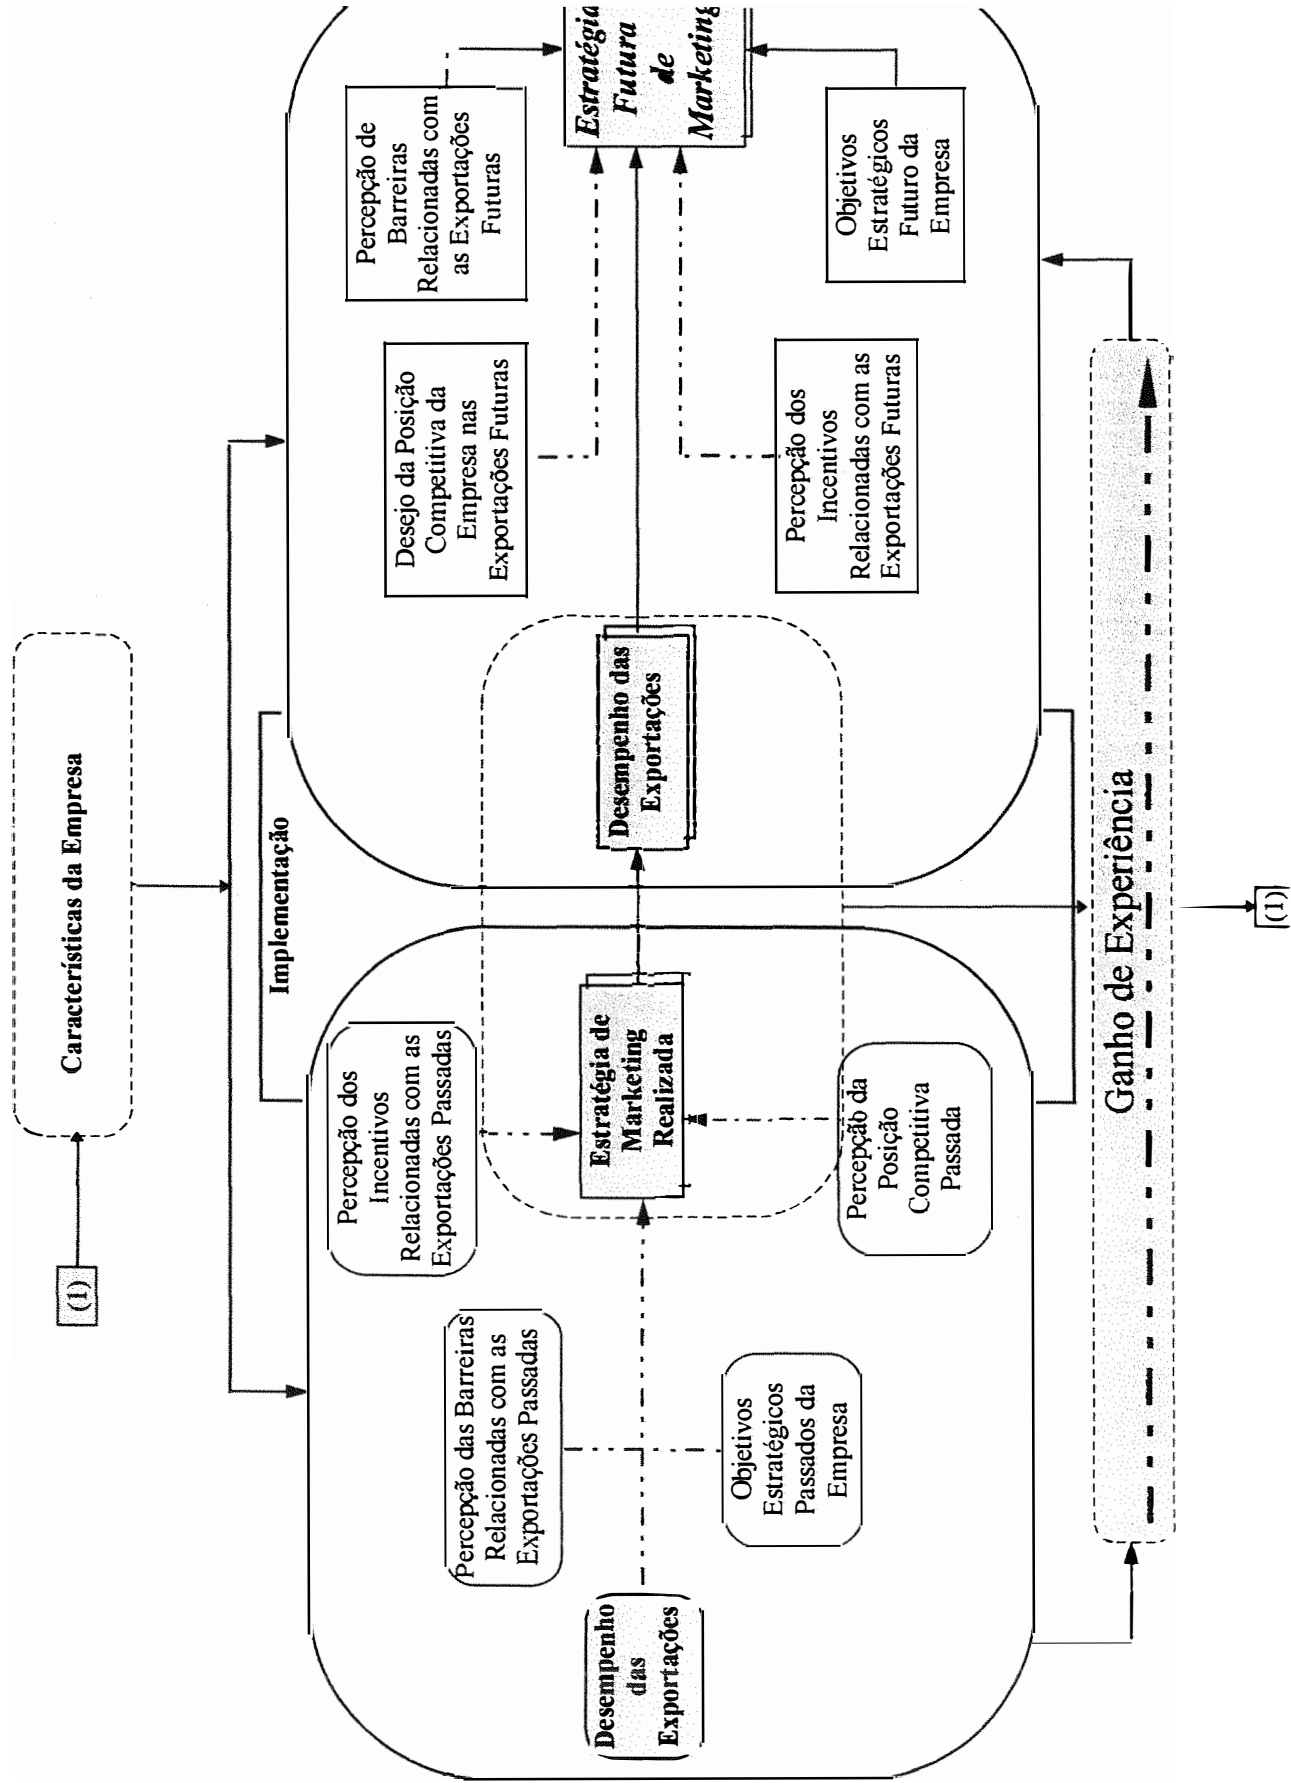 (1)
Características da Empresa
Implementação
Desempenho
das
Exportações
Percepção das Barreiras
Relacionadas com as
Exportações Passadas
Objetivos
Estratégicos
Passados da
Empresa
Percepção dos
Incentivos
Relacionadas com as
Exportações Passadas
Estratégia de
Marketing
Realizada
Percepção da
Posição
Competitiva
Passada
Desempenho das
Exportações
Desejo da Posição
Competitiva da
Empresa nas
Exportações Futuras
Percepção dos
Incentivos
Relacionadas com as
Exportações Futuras
Percepção de
Barreiras
Relacionadas com
as Exportações
Futuras
Objetivos
Estratégicos
Futuro da
Empresa
Estratégia
Futura
de
Marketing
Ganho de Experiência
(1)